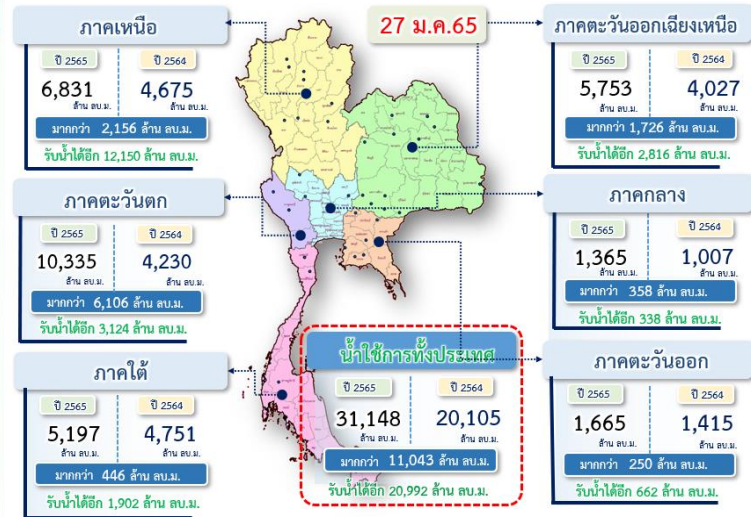 27 ม.ค.65
ภาคเหนือ
ปี 2565 ปี 2564
6,831 4,675
ล้าน ลบ.ม. ล้าน ลบ.ม.
มากกว่า 2,156 ล้าน ลบ.ม.
รับน้ำได้อีก 12,150 ล้าน ลบ.ม.
ภาคตะวันออกเฉียงเหนือ
ปี 2565 ปี 2564
5,753 4,027
ล้าน ลบ.ม. ล้าน ลบ.ม.
มากกว่า 1,726 ล้าน ลบ.ม.
รับน้ำได้อีก 2,816 ล้าน ลบ.ม.
ภาคตะวันตก
ปี 2565 ปี 2564
10,335 4,230
ล้าน ลบ.ม. ล้าน ลบ.ม.
มากกว่า 6,106 ล้าน ลบ.ม.
รับน้ำได้อีก 3,124 ล้าน ลบ.ม.
ภาคกลาง
ปี 2565 ปี 2564
1,365 1,007
ล้าน ลบ.ม. ล้าน ลบ.ม.
มากกว่า 358 ล้าน ลบ.ม.
รับน้ำได้อีก 338 ล้าน ลบ.ม.
ภาคใต้
ปี 2565 ปี 2564
5,197 4,751
ล้าน ลบ.ม. ล้าน ลบ.ม.
มากกว่า 446 ล้าน ลบ.ม.
รับน้ำได้อีก 1,902 ล้าน ลบ.ม.
น้ำใช้การทั้งประเทศ
ปี 2565 ปี 2564
31,148 20,105
ล้าน ลบ.ม. ล้าน ลบ.ม.
มากกว่า 11,043 ล้าน ลบ.ม.
รับน้ำได้อีก 20,992 ล้าน ลบ.ม.
ภาคตะวันออก
ปี 2565 ปี 2564
1,665 1,415
ล้าน ลบ.ม. ล้าน ลบ.ม.
มากกว่า 250 ล้าน ลบ.ม.
รับน้ำได้อีก 662 ล้าน ลบ.ม.